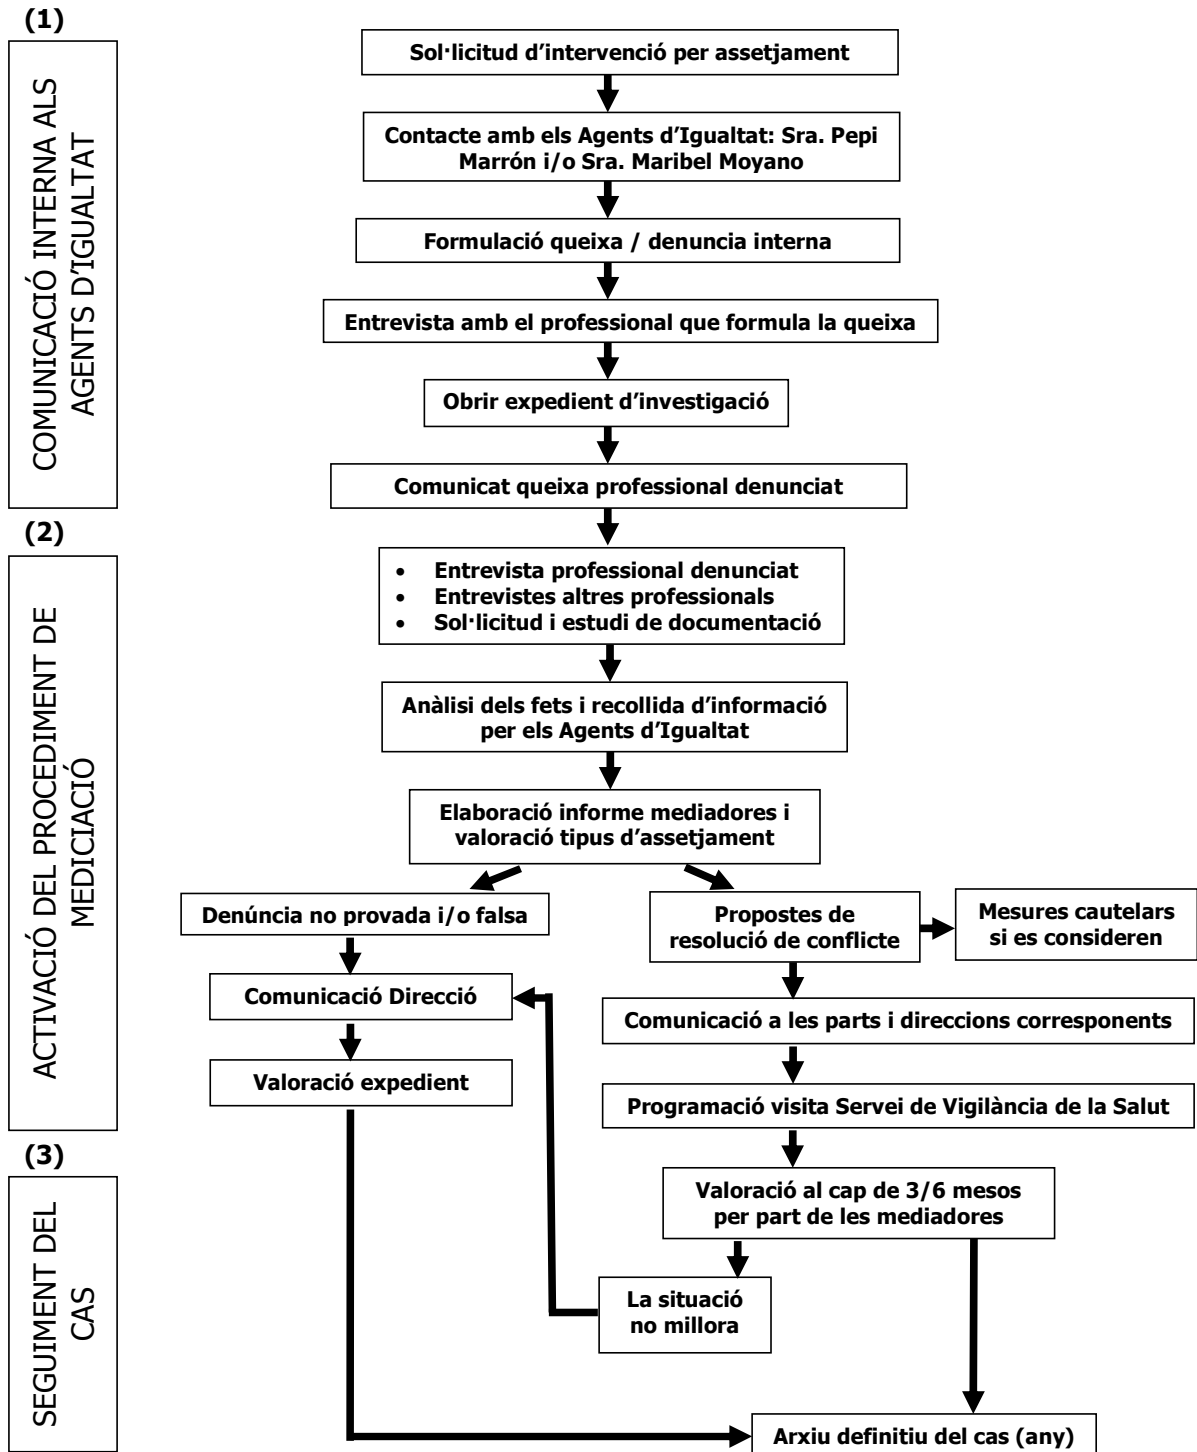 (1)
COMUNICACIÓ INTERNA ALS
AGENTS D'IGUALTAT
Sol·licitud d'intervenció per assetjament
Contacte amb els Agents d'Igualtat: Sra. Pepi
Marrón i/o Sra. Maribel Moyano
Formulació queixa / denuncia interna
Entrevista amb el professional que formula la queixa
Obrir expedient d'investigació
Comunicat queixa professional denunciat
(2)
ACTIVACIÓ DEL PROCEDIMENT DE
MEDICIACIÓ
• Entrevista professional denunciat
• Entrevistes altres professionals
• Sol·licitud i estudi de documentació
Anàlisi dels fets i recollida d'informació
per els Agents d'Igualtat
Elaboració informe mediadores i
valoració tipus d'assetjament
Denúncia no provada i/o falsa
Propostes de
resolució de conflicte
Mesures cautelars
si es consideren
Comunicació Direcció
Comunicació a les parts i direccions corresponents
Valoració expedient
Programació visita Servei de Vigilància de la Salut
(3)
SEGUIMENT DEL
CAS
Valoració al cap de 3/6 mesos
per part de les mediadores
La situació
no millora
Arxiu definitiu del cas (any)